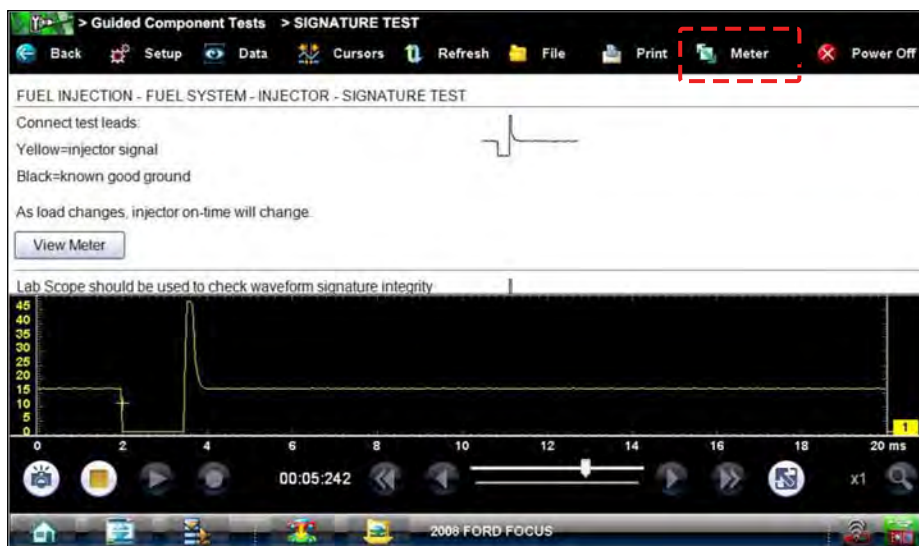 > Guided Component Tests > SIGNATURE TEST
Back Setup Data Cursors Refresh File Print Meter Power Off
FUEL INJECTION - FUEL SYSTEM - INJECTOR - SIGNATURE TEST
Connect test leads:
Yellow=injector signal
Black=known good ground
As load changes, injector on-time will change.
View Meter
Lab Scope should be used to check waveform signature integrity
45
40
35
30
25
20
15
10
5
0
1
0 2 4 6 8 10 12 14 16 18 20 ms
00:05:242 x1
2008 FORD FOCUS